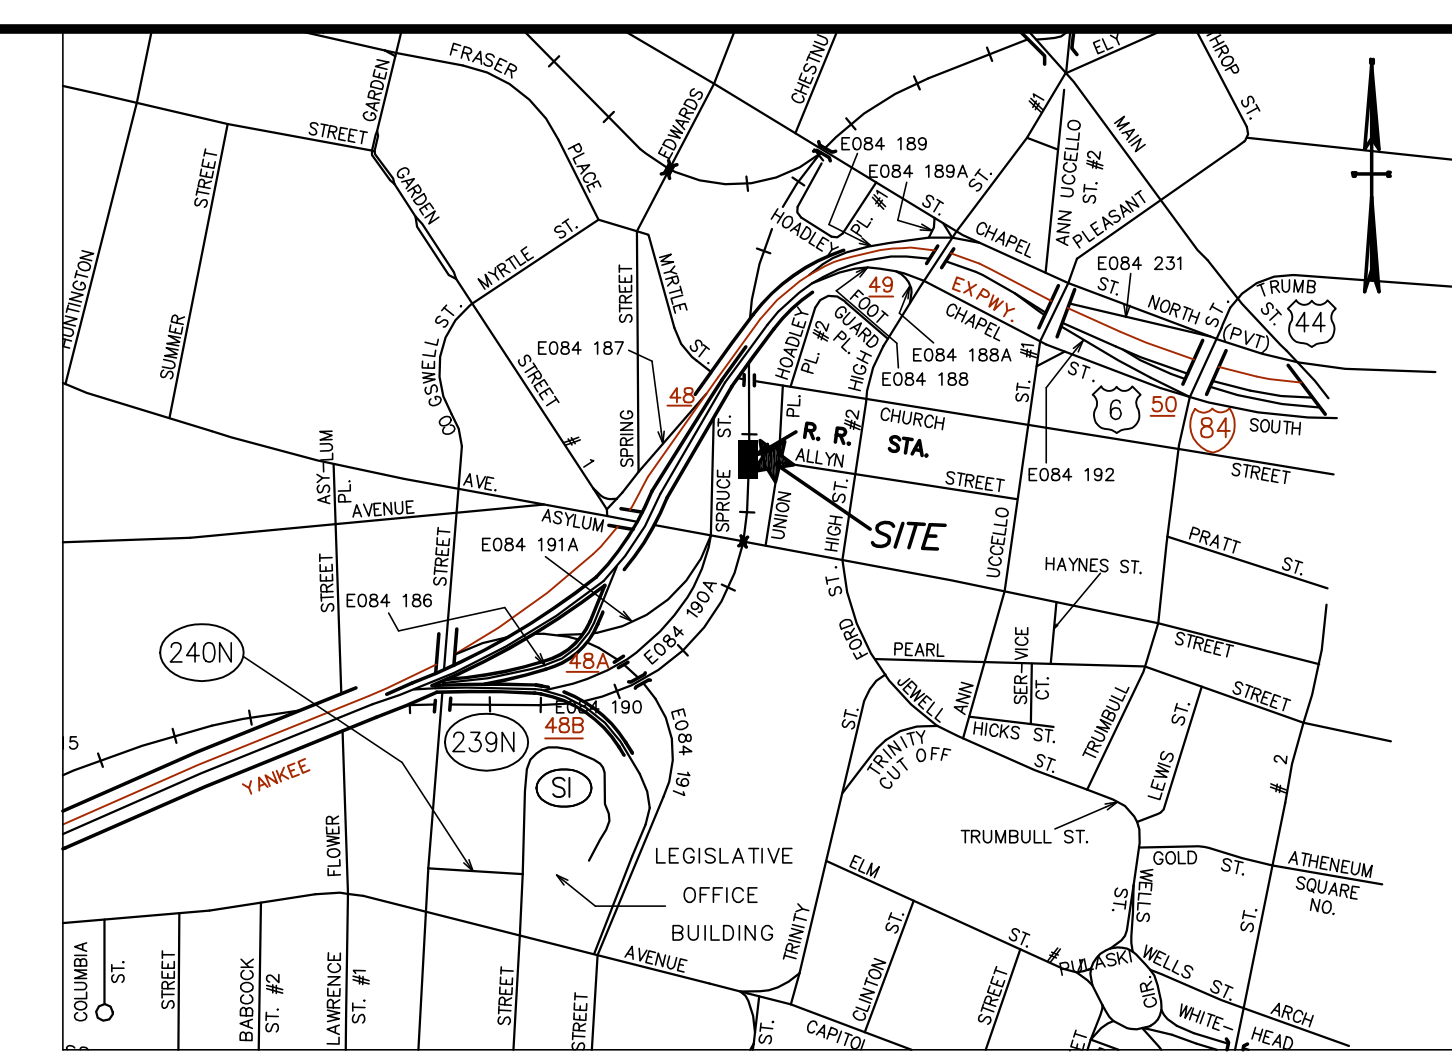 FRASER
GARDEN
STREET
EDWARDS
CHESTNU
ELY
THROP
ST.
MAIN
#1
ANN UCCELLO
ST. #2
E084 189
E084 189A
ST.
ST.
PLACE
STREET
GARDEN
HOADLEY
PL. #1
CHAPEL
ST.
PLEASANT
E084 231
MYRTLE ST.
MYRTLE
ST.
HUNTINGTON
SUMMER
STREET
SPRING
49
EXPWY.
FOOT
GUARD
PL.
CHAPEL
ST.
NORTH
ST.
(PVT)
TRUMB
ST.
44
COGSWELL ST.
STREET
# 1
E084 187
48
HOADLEY
PL. #2
HIGH
#2
E084 188A
E084 188
ST. #1
6
50
84
SOUTH
CHURCH
STREET
R. R. STA.
ALLYN
STREET
E084 192
ASY-LUM
PL.
AVENUE
AVE.
ASYLUM
SPRUCE
ST.
UNION
PL.
HIGH ST.
SITE
UCCELLO
PRATT
ST.
HAYNES ST.
E084 191A
E084 186
STREET
STREET
E084 190A
FORD
ST.
PEARL
STREET
240N
48A
E084 190
48B
239N
SI
E084 191
JEWELL
ANN
SER-VICE
CT.
HICKS ST.
ST.
TRUMBULL
STREET
LEWIS
ST.
# 2
15
YANKEE
ST.
TRINITY
CUT OFF
TRUMBULL ST.
FLOWER
LEGISLATIVE
OFFICE
BUILDING
ELM
GOLD ST.
ATHENEUM
SQUARE
NO.
WELLS
ST.
TRINITY
ST.
ST.
#
PULASKI
CIR.
WELLS
ST.
ARCH
WHITE-
HEAD
COLUMBIA
ST.
STREET
BABCOCK
ST. #2
LAWRENCE
ST. #1
STREET
STREET
AVENUE
ST.
CAPITOL
CLINTON
ST.
STREET